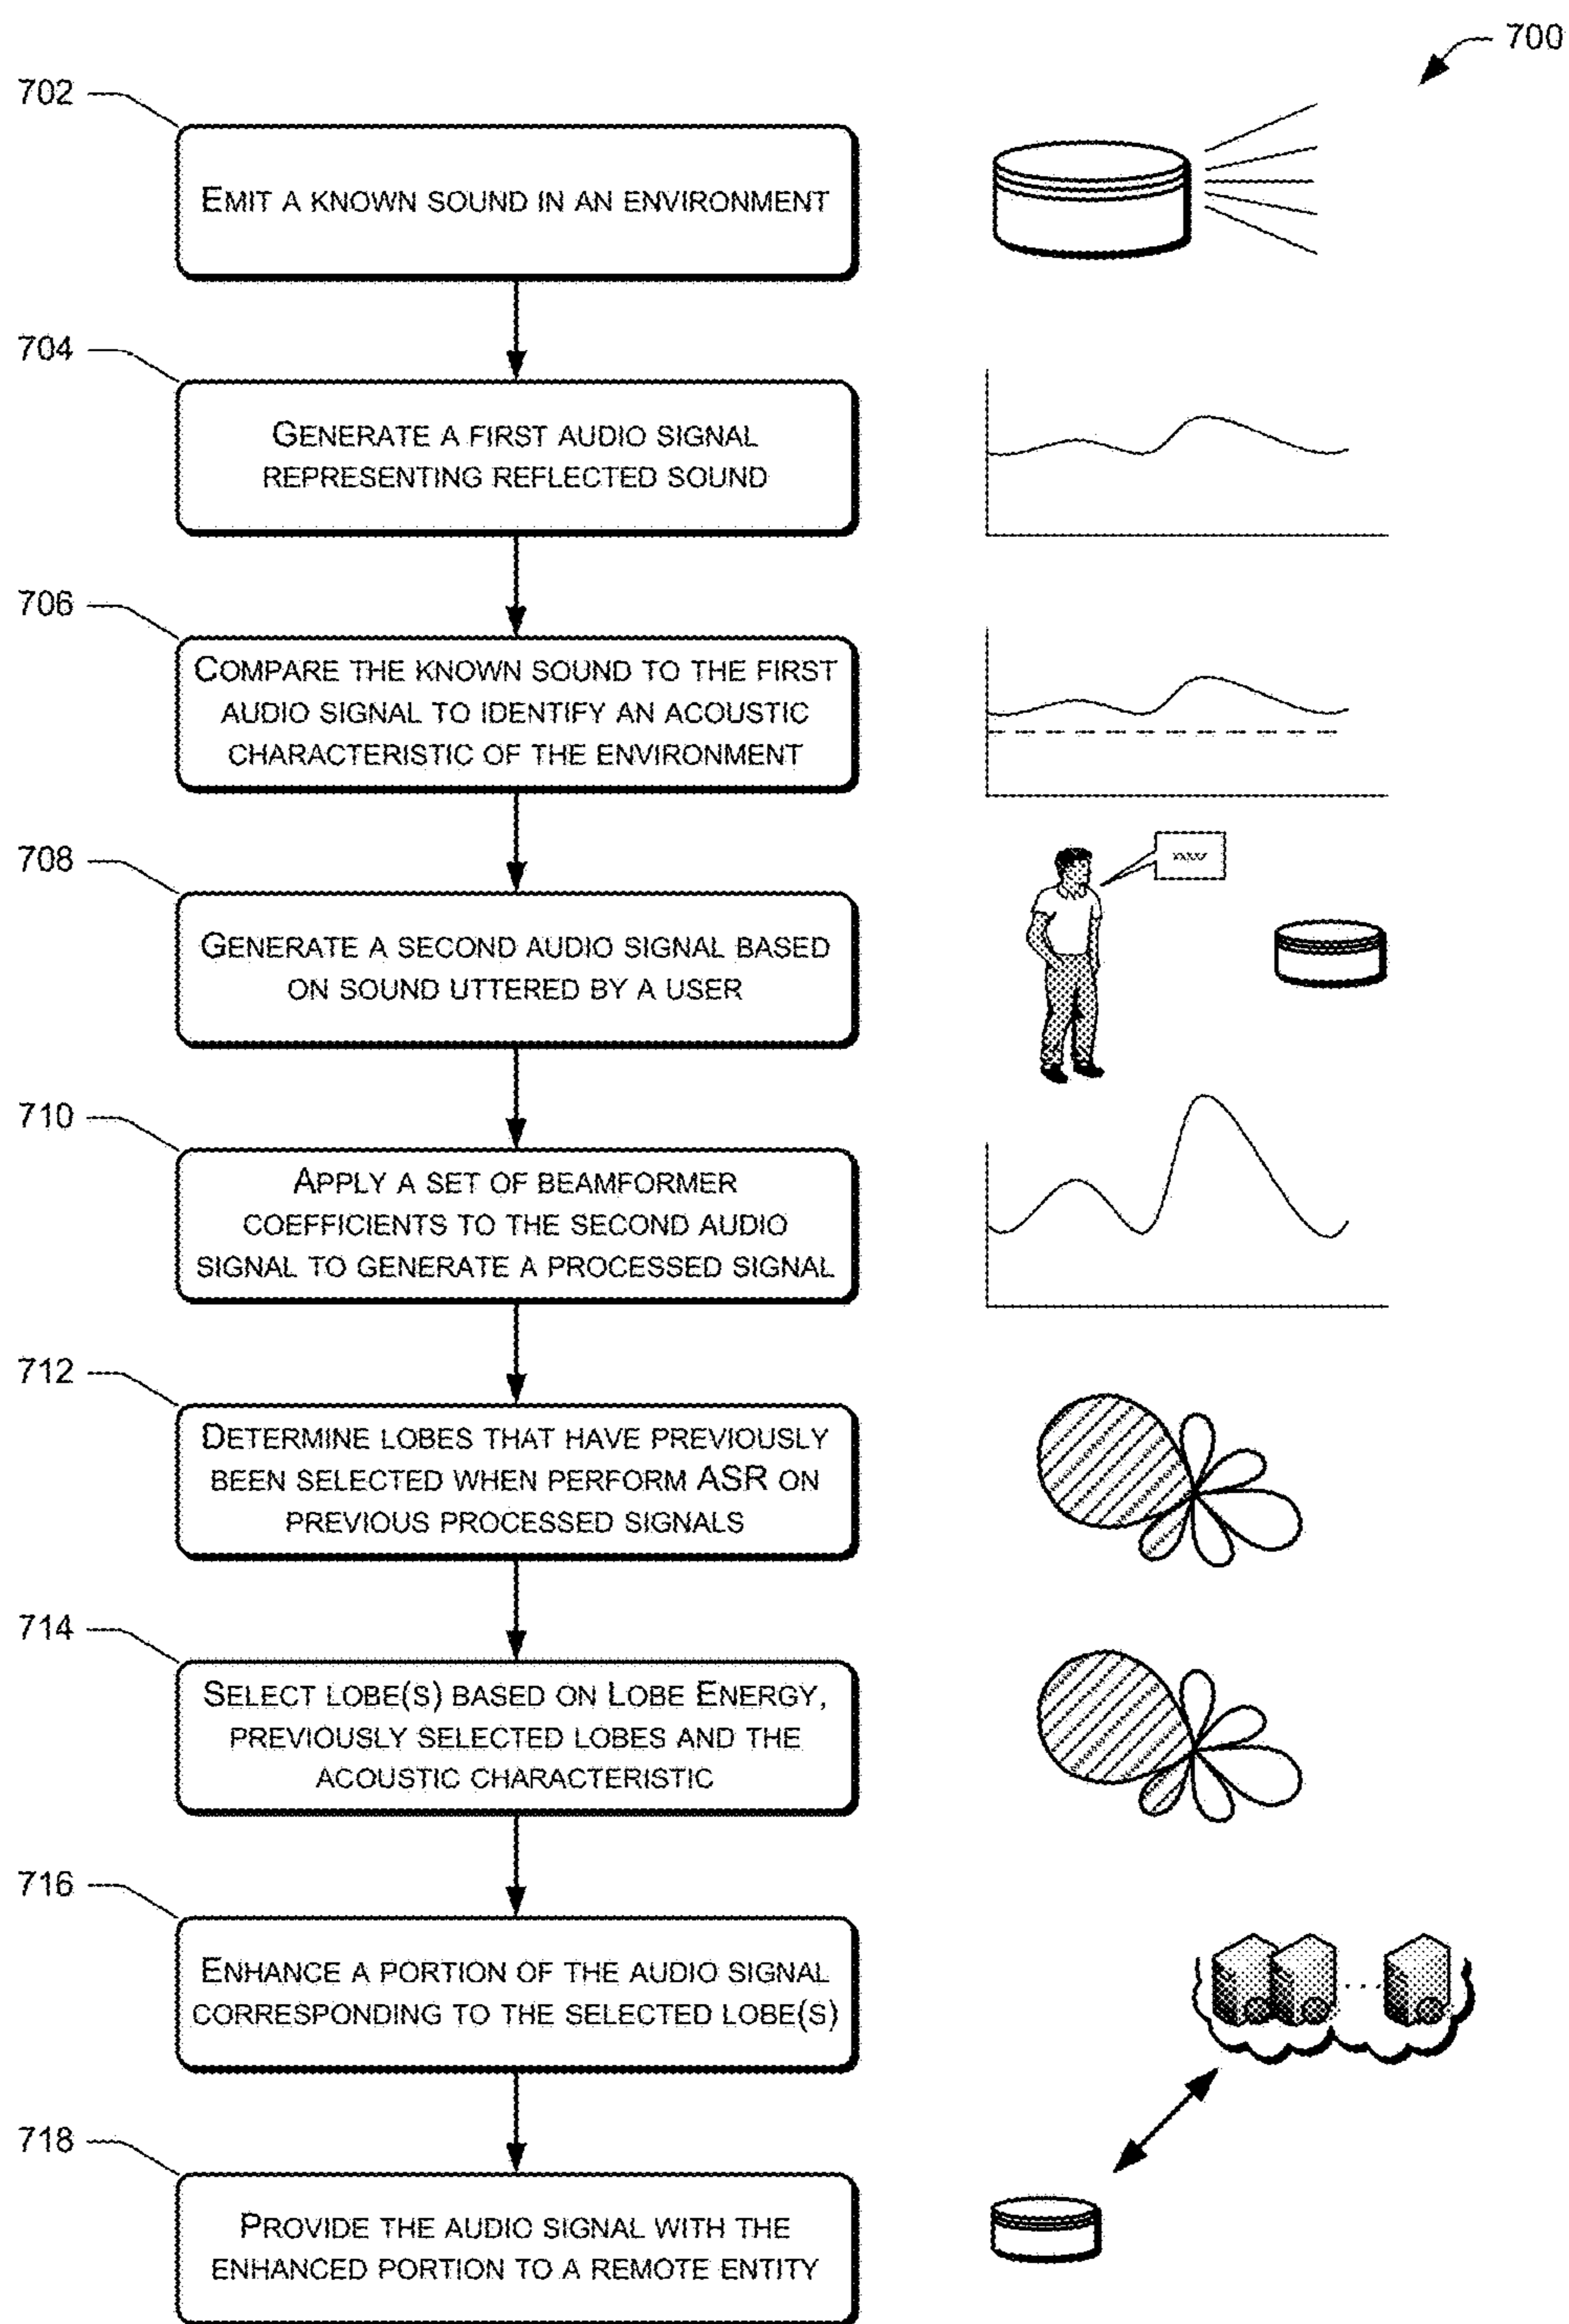 700
702
EMIT A KNOWN SOUND IN AN ENVIRONMENT
704
GENERATE A FIRST AUDIO SIGNAL
REPRESENTING REFLECTED SOUND
706
COMPARE THE KNOWN SOUND TO THE FIRST
AUDIO SIGNAL TO IDENTIFY AN ACOUSTIC
CHARACTERISTIC OF THE ENVIRONMENT
708
GENERATE A SECOND AUDIO SIGNAL BASED
ON SOUND UTTERED BY A USER
710
APPLY A SET OF BEAMFORMER
COEFFICIENTS TO THE SECOND AUDIO
SIGNAL TO GENERATE A PROCESSED SIGNAL
712
DETERMINE LOBES THAT HAVE PREVIOUSLY
BEEN SELECTED WHEN PERFORM ASR ON
PREVIOUS PROCESSED SIGNALS
714
SELECT LOBE(S) BASED ON LOBE ENERGY,
PREVIOUSLY SELECTED LOBES AND THE
ACOUSTIC CHARACTERISTIC
716
ENHANCE A PORTION OF THE AUDIO SIGNAL
CORRESPONDING TO THE SELECTED LOBE(S)
718
PROVIDE THE AUDIO SIGNAL WITH THE
ENHANCED PORTION TO A REMOTE ENTITY